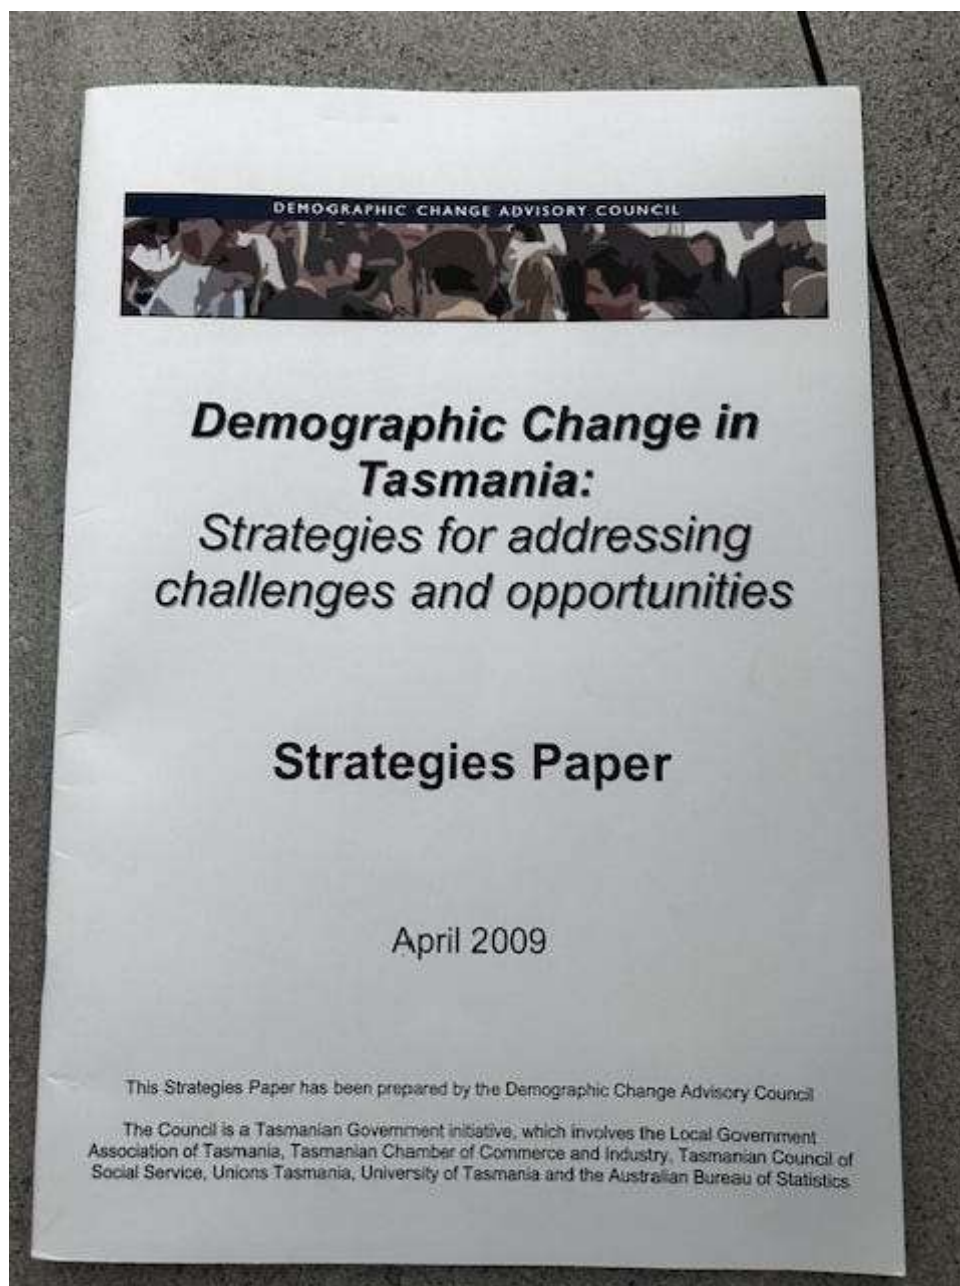 DEMOGRAPHIC CHANGE ADVISORY COUNCIL
Demographic Change in
Tasmania:
Strategies for addressing
challenges and opportunities
Strategies Paper
April 2009
This Strategies Paper has been prepared by the Demographic Change Advisory Council
The Council is a Tasmanian Government initiative, which involves the Local Government
Association of Tasmania, Tasmanian Chamber of Commerce and Industry, Tasmanian Council of
Social Service, Unions Tasmania, University of Tasmania and the Australian Bureau of Statistics